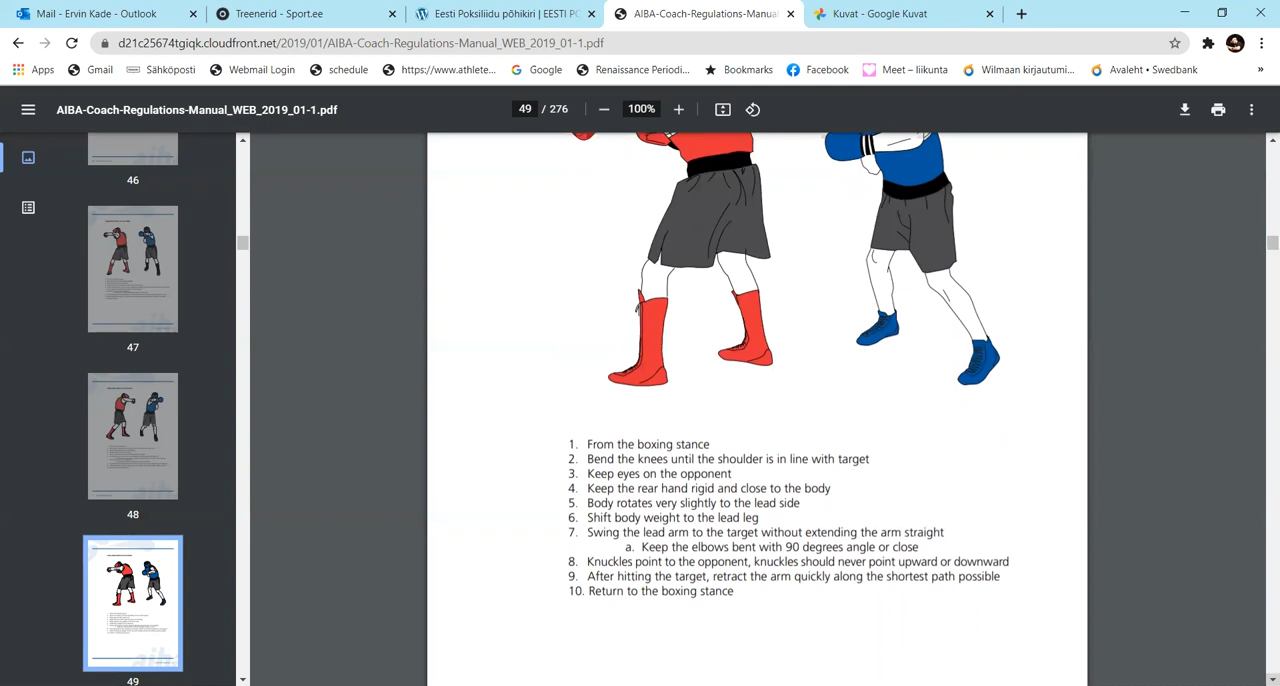 Mail - Ervin Kade - Outlook
Treenerid - Sport.ee
Eesti Poksiliidu põhikiri | EESTI PO
AIBA-Coach-Regulations-Manual
Kuvat - Google Kuvat
d21c25674tgiqk.cloudfront.net/2019/01/AIBA-Coach-Regulations-Manual_WEB_2019_01-1.pdf
Apps
Gmail
Sähköposti
Webmail Login
schedule
https://www.athlete...
Google
Renaissance Periodi...
Bookmarks
Facebook
Meet – liikunta
Wilmaan kirjautumi...
Avaleht • Swedbank
»
AIBA-Coach-Regulations-Manual_WEB_2019_01-1.pdf
49 / 276
100%
46
47
48
49
1. From the boxing stance
2. Bend the knees until the shoulder is in line with target
3. Keep eyes on the opponent
4. Keep the rear hand rigid and close to the body
5. Body rotates very slightly to the lead side
6. Shift body weight to the lead leg
7. Swing the lead arm to the target without extending the arm straight
a. Keep the elbows bent with 90 degrees angle or close
8. Knuckles point to the opponent, knuckles should never point upward or downward
9. After hitting the target, retract the arm quickly along the shortest path possible
10. Return to the boxing stance